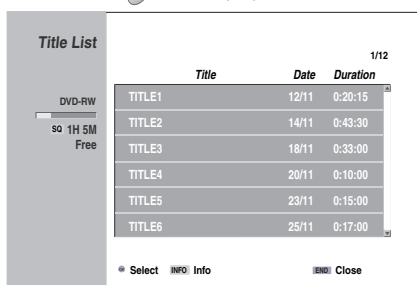 Title List
1/12
Title Date Duration
DVD-RW
SQ 1H 5M
Free
TITLE1 12/11 0:20:15
TITLE2 14/11 0:43:30
TITLE3 18/11 0:33:00
TITLE4 20/11 0:10:00
TITLE5 23/11 0:15:00
TITLE6 25/11 0:17:00
Select INFO Info END Close